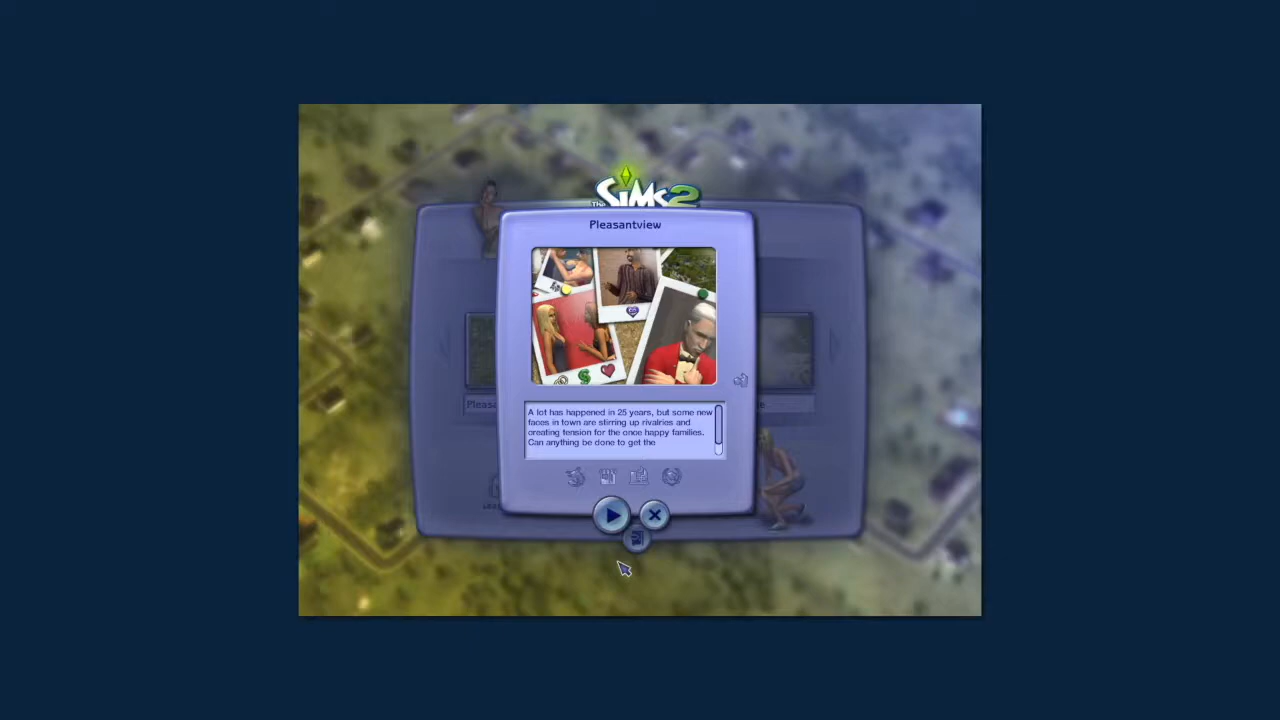 The Sims 2
Pleasantview
A lot has happened in 25 years, but some new
faces in town are stirring up rivalries and
creating tension for the once happy families.
Can anything be done to get the
Pleas